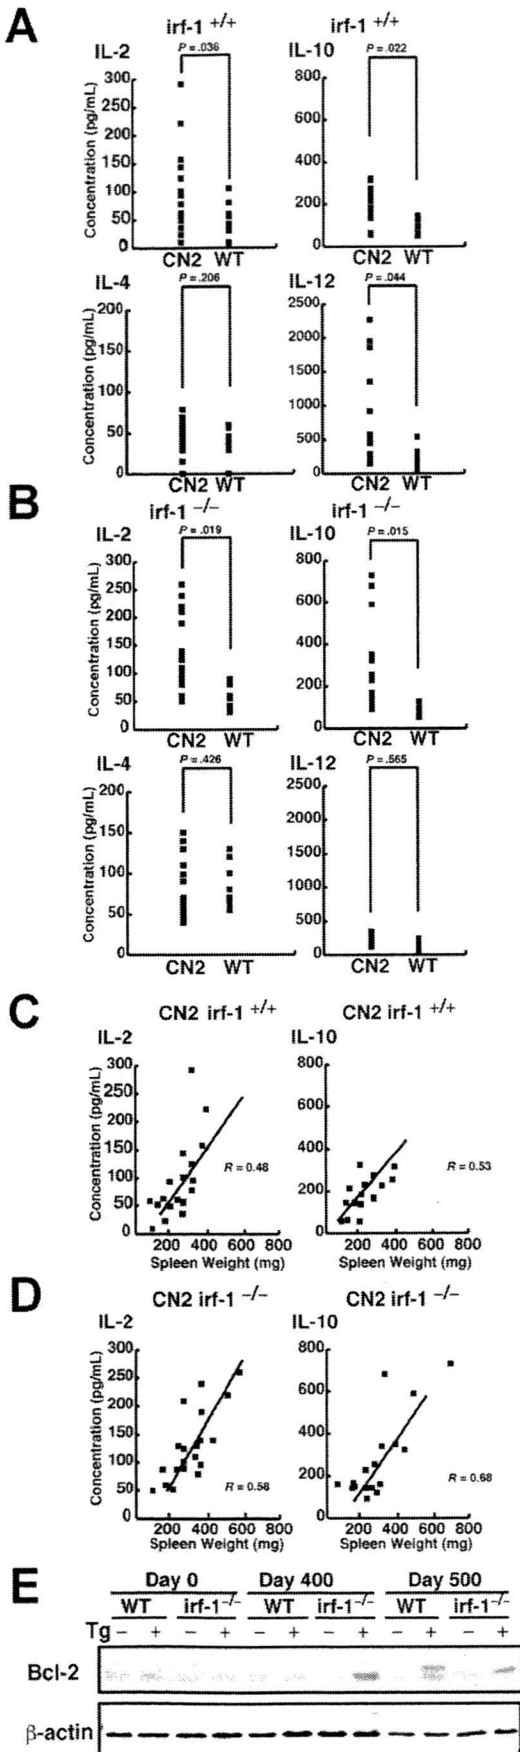 A
irf-1 +/+ irf-1 +/+
IL-2 P = .036 IL-10 P = .022
Concentration (pg/mL)
300
250
200
150
100
50
0
800
600
400
200
0
CN2 WT CN2 WT
IL-4 P = .206 IL-12 P = .044
Concentration (pg/mL)
200
150
100
50
0
2500
2000
1500
1000
500
0
CN2 WT CN2 WT
B
irf-1 −/− irf-1 −/−
IL-2 P = .019 IL-10 P = .015
Concentration (pg/mL)
300
250
200
150
100
50
0
800
600
400
200
0
CN2 WT CN2 WT
IL-4 P = .426 IL-12 P = .565
Concentration (pg/mL)
200
150
100
50
0
2500
2000
1500
1000
500
0
CN2 WT CN2 WT
C
CN2 irf-1 +/+ CN2 irf-1 +/+
IL-2 IL-10
Concentration (pg/mL)
300
250
200
150
100
50
0
R = 0.48
800
600
400
200
0
R = 0.53
200 400 600 800 200 400 600 800
Spleen Weight (mg) Spleen Weight (mg)
D
CN2 irf-1 −/− CN2 irf-1 −/−
IL-2 IL-10
Concentration (pg/mL)
300
250
200
150
100
50
0
R = 0.58
800
600
400
200
0
R = 0.68
200 400 600 800 200 400 600 800
Spleen Weight (mg) Spleen Weight (mg)
E
Day 0 Day 400 Day 500
WT irf-1−/− WT irf-1−/− WT irf-1−/−
Tg − + − + − + − + − + − +
Bcl-2
β-actin